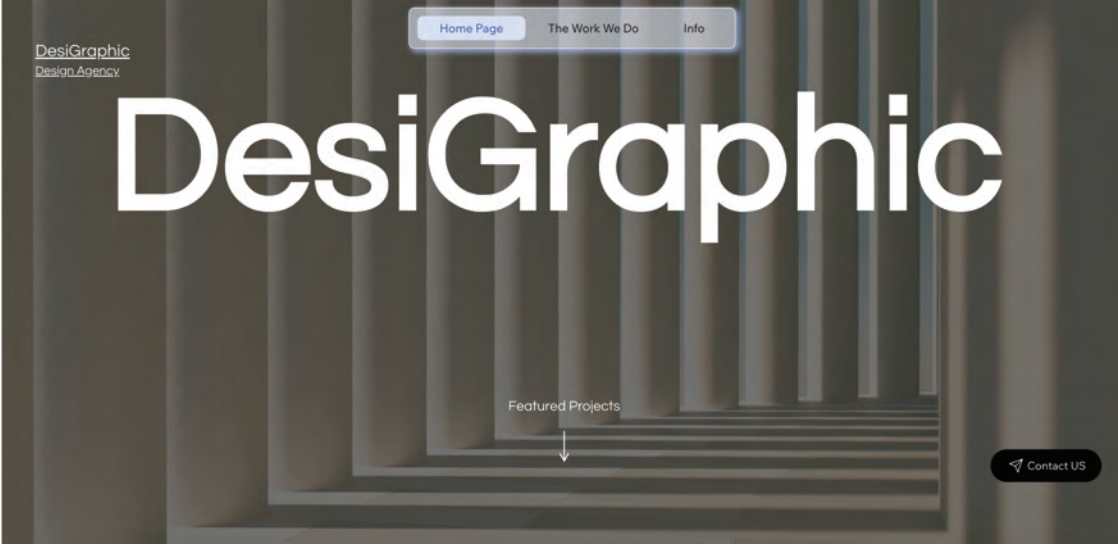 Home Page The Work We Do Info
DesiGraphic
Design Agency
DesiGraphic
Featured Projects
Contact US